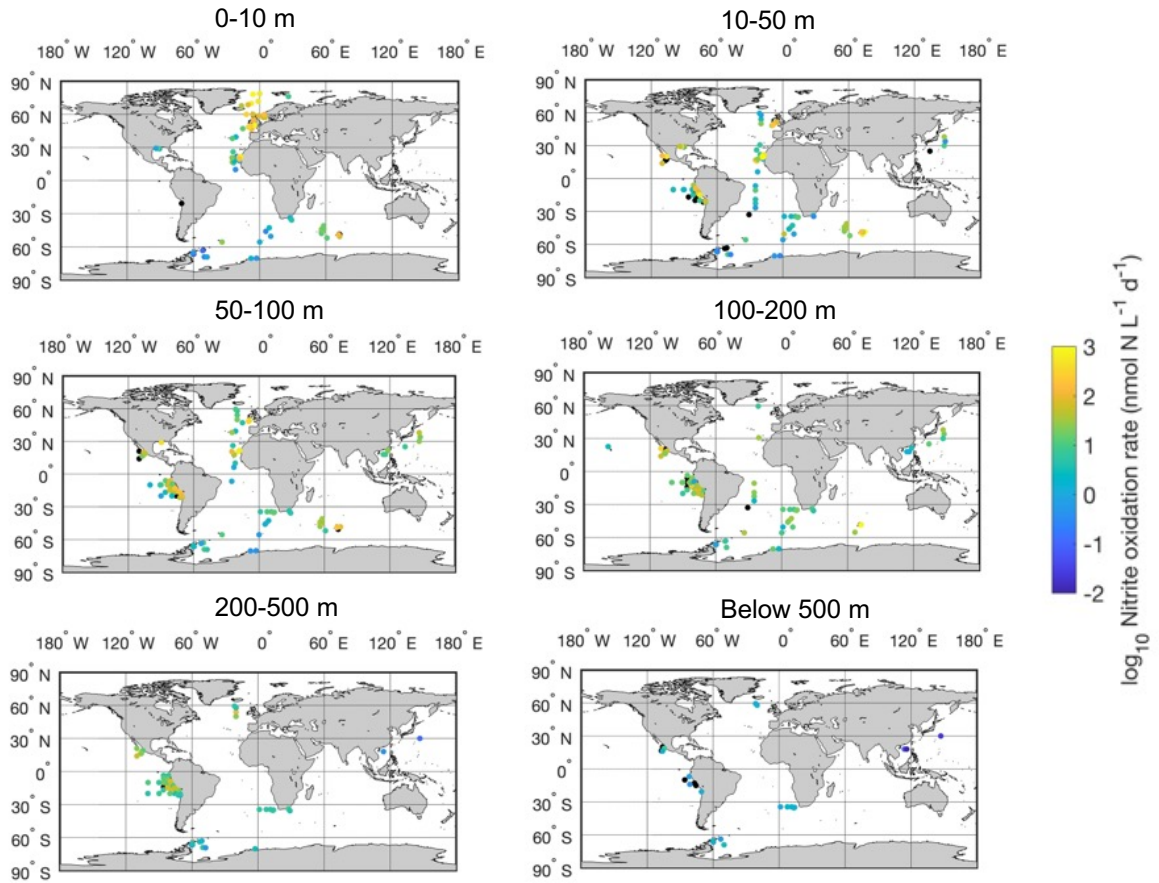 0-10 m
10-50 m
180° W 120° W 60° W 0° 60° E 120° E 180° E
180° W 120° W 60° W 0° 60° E 120° E 180° E
90° N
60° N
30° N
0°
30° S
60° S
90° S
90° N
60° N
30° N
0°
30° S
60° S
90° S
50-100 m
100-200 m
180° W 120° W 60° W 0° 60° E 120° E 180° E
180° W 120° W 60° W 0° 60° E 120° E 180° E
90° N
60° N
30° N
0°
30° S
60° S
90° S
90° N
60° N
30° N
0°
30° S
60° S
90° S
200-500 m
Below 500 m
180° W 120° W 60° W 0° 60° E 120° E 180° E
180° W 120° W 60° W 0° 60° E 120° E 180° E
90° N
60° N
30° N
0°
30° S
60° S
90° S
90° N
60° N
30° N
0°
30° S
60° S
90° S
3
2
1
0
-1
-2
log₁₀ Nitrite oxidation rate (nmol N L⁻¹ d⁻¹)